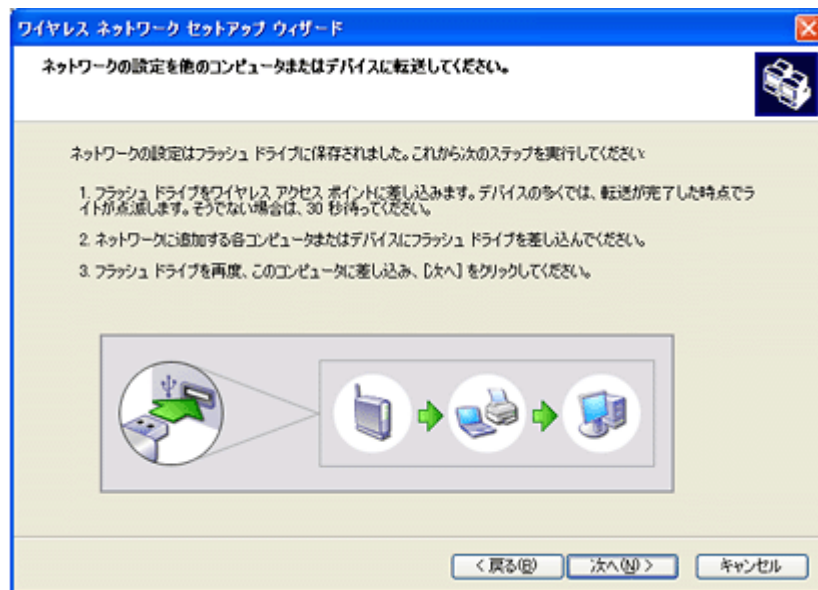 ワイヤレス ネットワーク セットアップ ウィザード
ネットワークの設定を他のコンピュータまたはデバイスに転送してください。
ネットワークの設定はフラッシュ ドライブに保存されました。これから次のステップを実行してください:
1. フラッシュ ドライブをワイヤレス アクセス ポイントに差し込みます。デバイスの多くでは、転送が完了した時点でラ
イトが点滅します。そうでない場合は、30 秒待ってください。
2. ネットワークに追加する各コンピュータまたはデバイスにフラッシュ ドライブを差し込んでください。
3. フラッシュ ドライブを再度、このコンピュータに差し込み、[次へ] をクリックしてください。
< 戻る(B) 次へ(N) > キャンセル